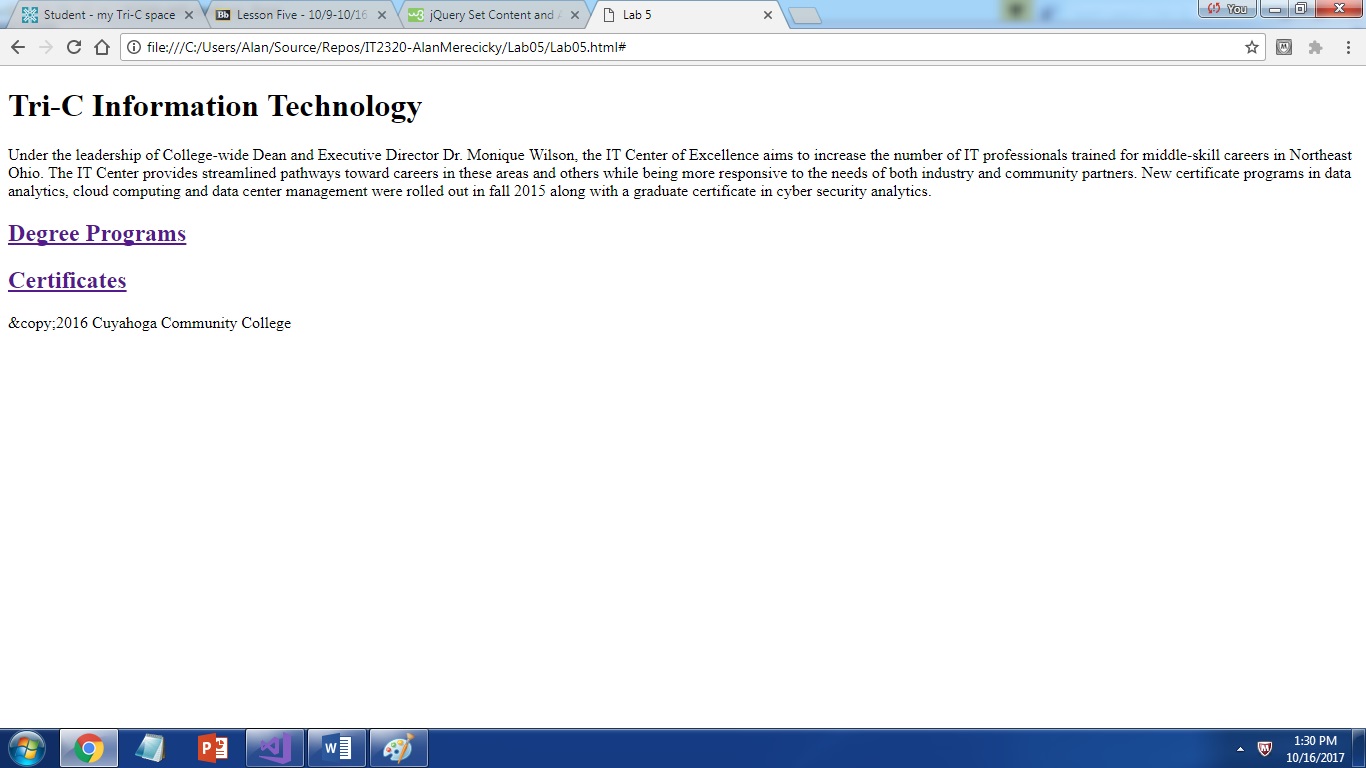 Student - my Tri-C space
Bb Lesson Five - 10/9-10/16
w3 jQuery Set Content and A
Lab 5
You
file:///C:/Users/Alan/Source/Repos/IT2320-AlanMerecicky/Lab05/Lab05.html#
Tri-C Information Technology
Under the leadership of College-wide Dean and Executive Director Dr. Monique Wilson, the IT Center of Excellence aims to increase the number of IT professionals trained for middle-skill careers in Northeast
Ohio. The IT Center provides streamlined pathways toward careers in these areas and others while being more responsive to the needs of both industry and community partners. New certificate programs in data
analytics, cloud computing and data center management were rolled out in fall 2015 along with a graduate certificate in cyber security analytics.
Degree Programs
Certificates
&copy;2016 Cuyahoga Community College
1:30 PM
10/16/2017